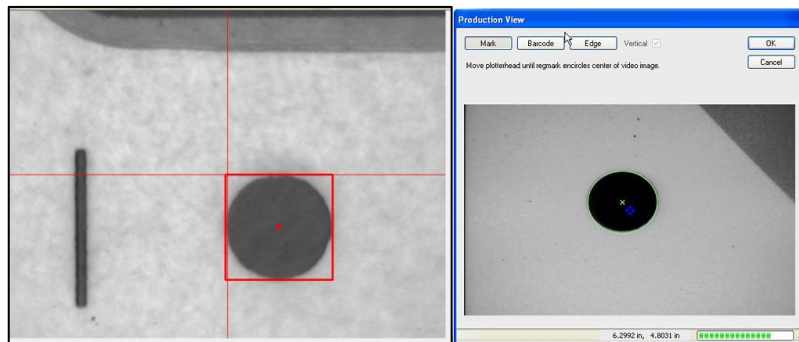 Production View
Mark Barcode Edge Vertical OK
Move plotterhead until regmark encircles center of video image. Cancel
6.2992 in, 4.8031 in